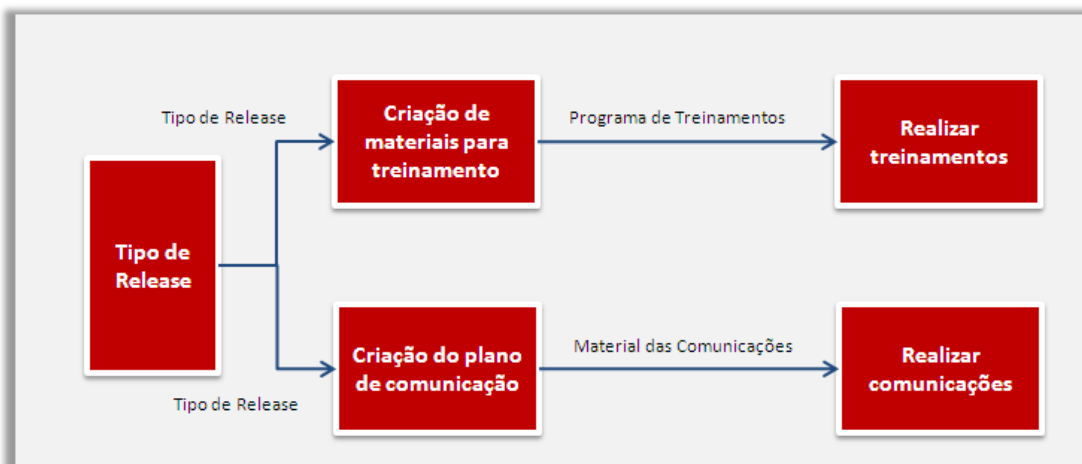 Tipo de Release
Criação de
materiais para
treinamento
Programa de Treinamentos
Realizar
treinamentos
Tipo de
Release
Criação do plano
de comunicação
Material das Comunicações
Realizar
comunicações
Tipo de Release